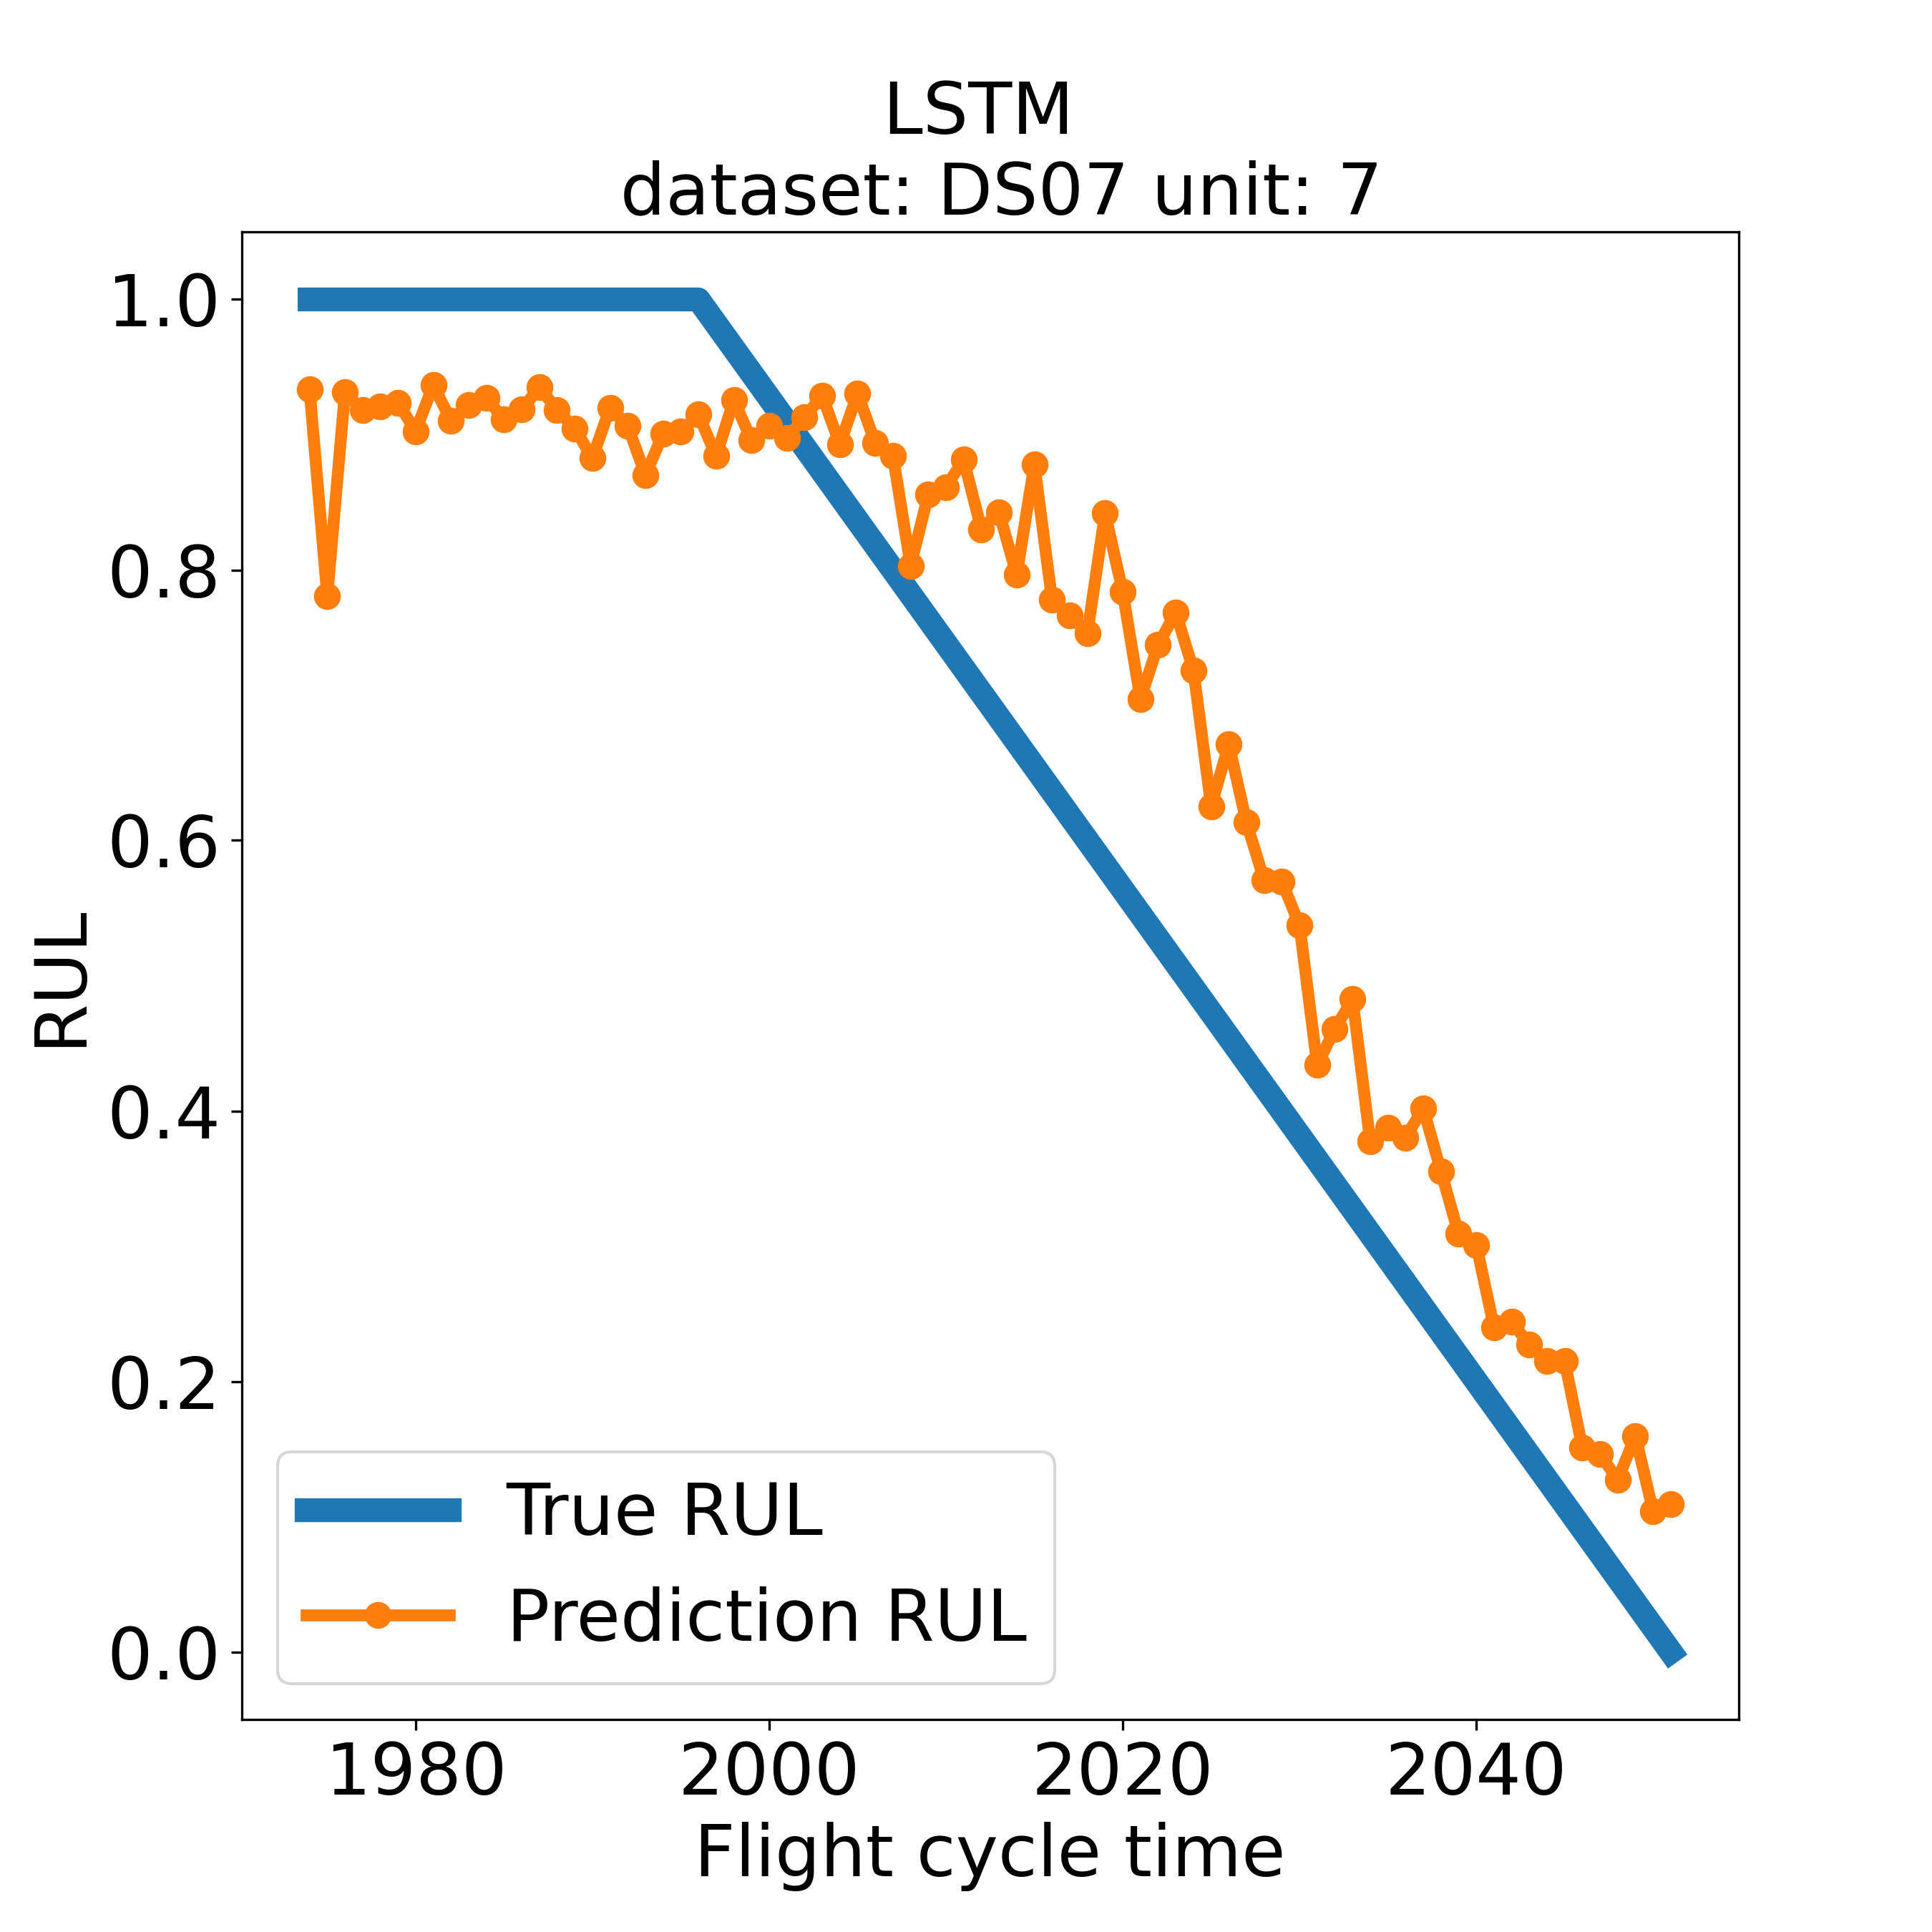 LSTM
dataset: DS07 unit: 7
1.0
0.8
0.6
0.4
0.2
0.0
RUL
True RUL
Prediction RUL
1980 2000 2020 2040
Flight cycle time